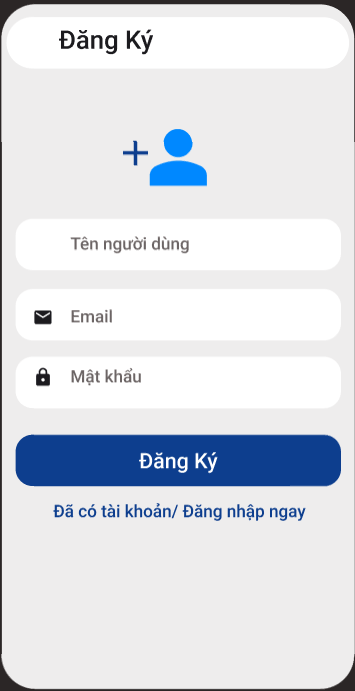 Đăng Ký
Tên người dùng
Email
Mật khẩu
Đăng Ký
Đã có tài khoản/ Đăng nhập ngay